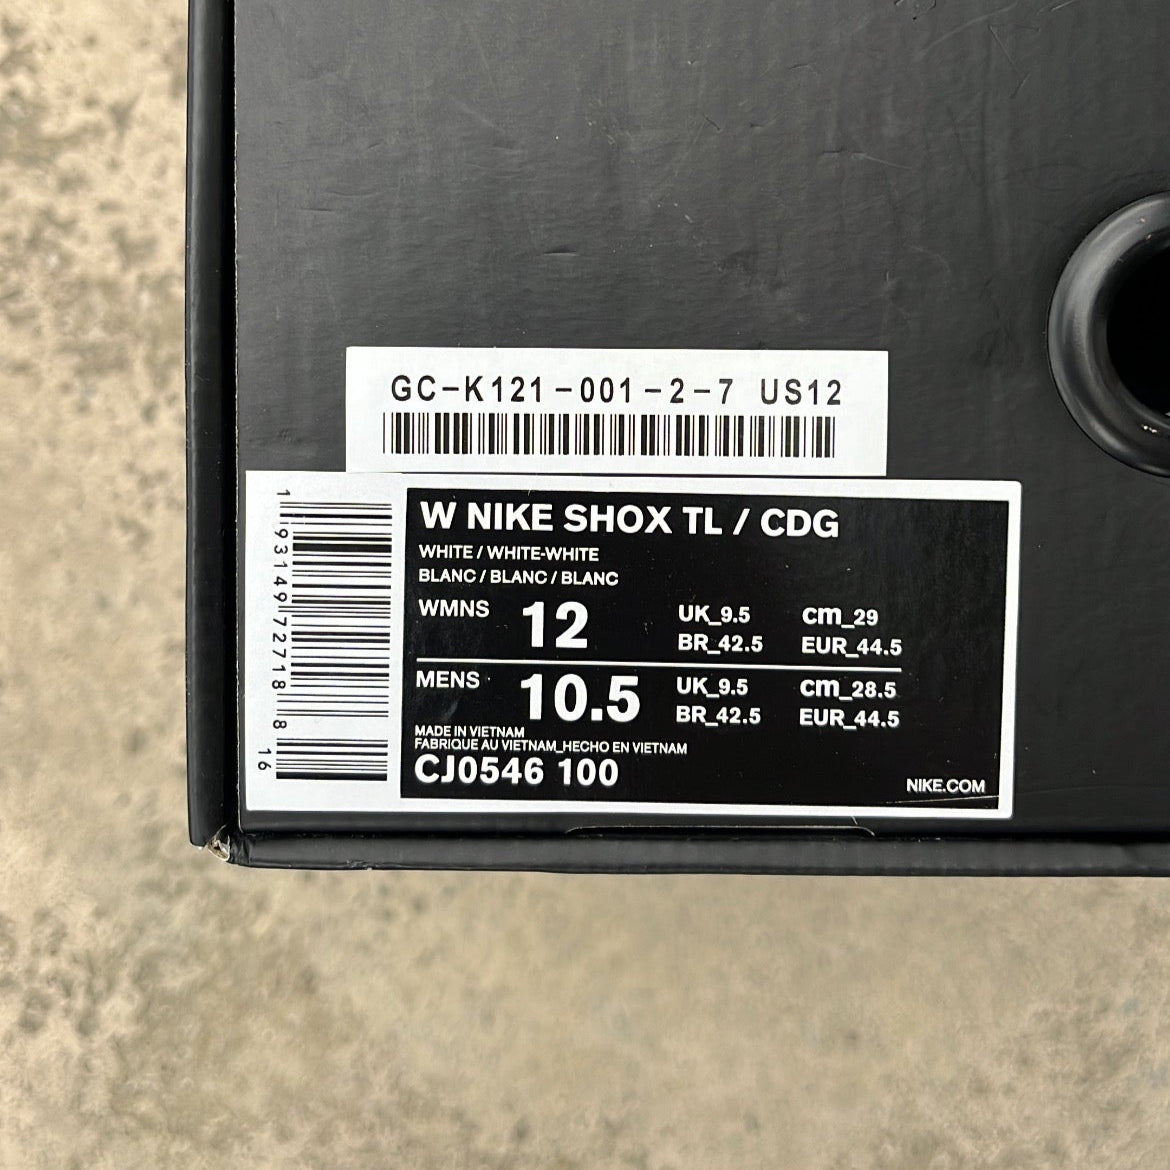 GC-K121-001-2-7 US12
1 93149 72718 8 16
W NIKE SHOX TL / CDG
WHITE / WHITE-WHITE
BLANC / BLANC / BLANC
WMNS 12 UK_9.5 cm_29
BR_42.5 EUR_44.5
MENS 10.5 UK_9.5 cm_28.5
BR_42.5 EUR_44.5
MADE IN VIETNAM
FABRIQUE AU VIETNAM_HECHO EN VIETNAM
CJ0546 100
NIKE.COM